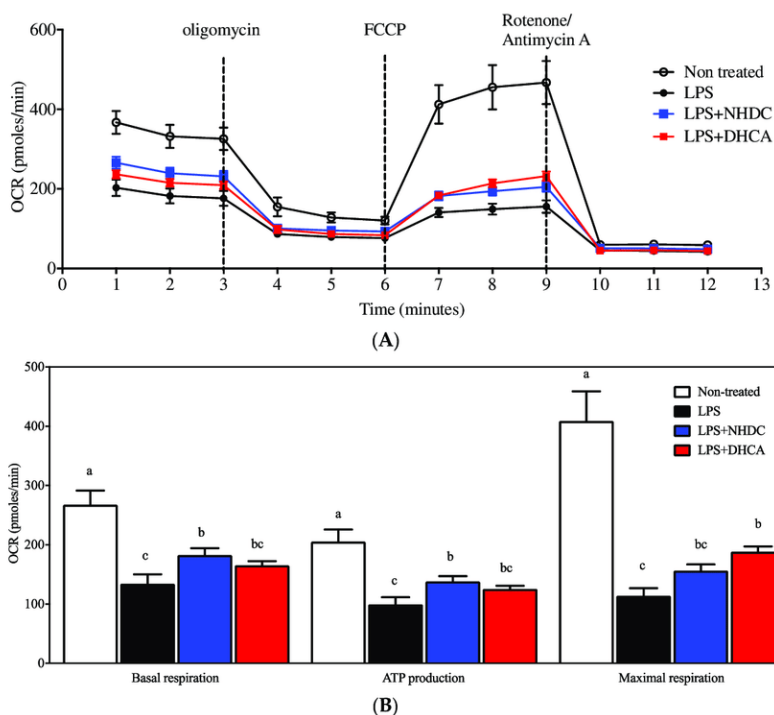 A
oligomycin
FCCP
Rotenone/
Antimycin A
Non treated
LPS
LPS+NHDC
LPS+DHCA
OCR (pmoles/min)
600
400
200
0
0 1 2 3 4 5 6 7 8 9 10 11 12 13
Time (minutes)
(A)
B
OCR (pmoles/min)
500
400
300
200
100
0
Non-treated
LPS
LPS+NHDC
LPS+DHCA
a c b bc
a c b bc
a c bc b
Basal respiration
ATP production
Maximal respiration
(B)